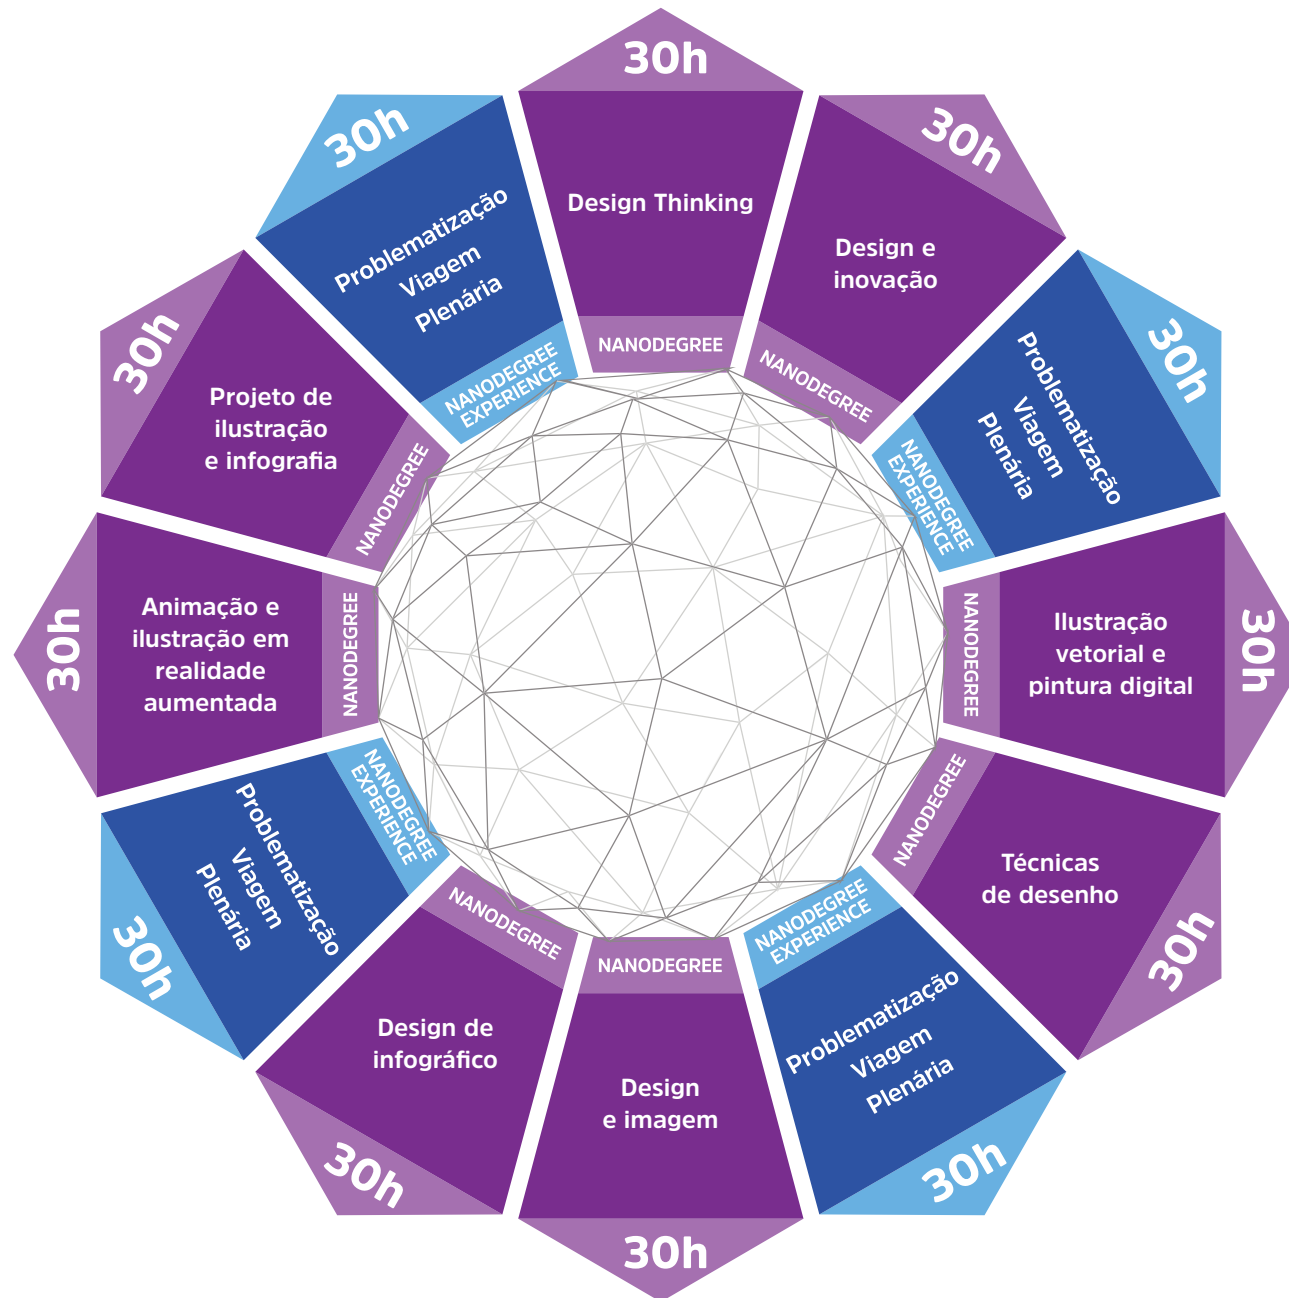 30h
Design Thinking
NANODEGREE
30h
Design e
inovação
NANODEGREE
30h
Problematização
Viagem
Plenária
NANODEGREE
EXPERIENCE
30h
Ilustração
vetorial e
pintura digital
NANODEGREE
30h
Técnicas
de desenho
NANODEGREE
30h
Problematização
Viagem
Plenária
NANODEGREE
EXPERIENCE
30h
Design
e imagem
NANODEGREE
30h
Design de
infográfico
NANODEGREE
30h
Problematização
Viagem
Plenária
NANODEGREE
EXPERIENCE
30h
Animação e
ilustração em
realidade
aumentada
NANODEGREE
30h
Projeto de
ilustração
e infografia
NANODEGREE
30h
Problematização
Viagem
Plenária
NANODEGREE
EXPERIENCE